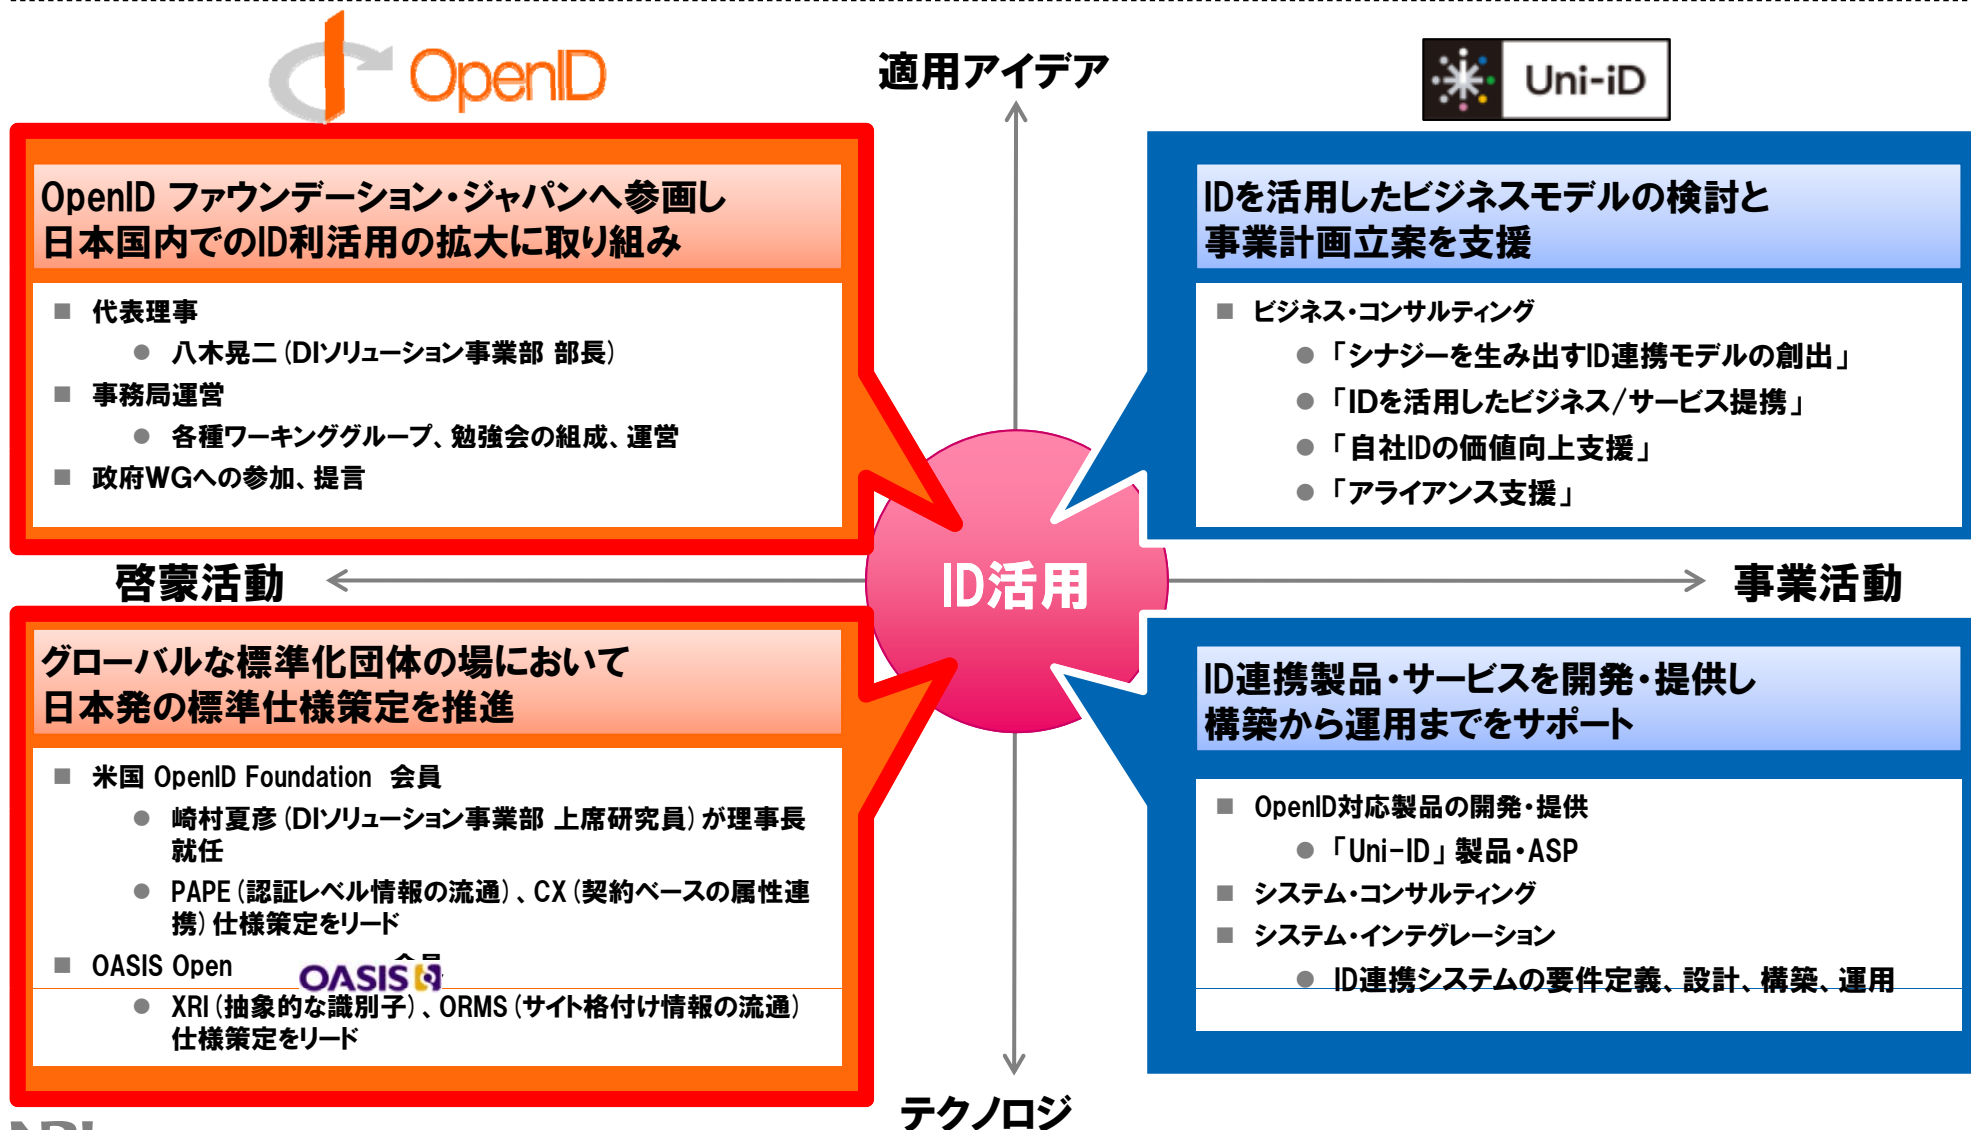 OpenID
適用アイデア
Uni-iD
OpenID ファウンデーション・ジャパンへ参画し
日本国内でのID利活用の拡大に取り組み
■ 代表理事
● 八木晃二(DIソリューション事業部 部長)
■ 事務局運営
● 各種ワーキンググループ、勉強会の組成、運営
■ 政府WGへの参加、提言
IDを活用したビジネスモデルの検討と
事業計画立案を支援
■ ビジネス・コンサルティング
● 「シナジーを生み出すID連携モデルの創出」
● 「IDを活用したビジネス/サービス提携」
● 「自社IDの価値向上支援」
● 「アライアンス支援」
啓蒙活動
ID活用
事業活動
グローバルな標準化団体の場において
日本発の標準仕様策定を推進
■ 米国 OpenID Foundation 会員
● 崎村夏彦(DIソリューション事業部 上席研究員)が理事長
就任
● PAPE(認証レベル情報の流通)、CX(契約ベースの属性連
携)仕様策定をリード
■ OASIS Open 会員
OASIS
● XRI(抽象的な識別子)、ORMS(サイト格付け情報の流通)
仕様策定をリード
ID連携製品・サービスを開発・提供し
構築から運用までをサポート
■ OpenID対応製品の開発・提供
● 「Uni-ID」製品・ASP
■ システム・コンサルティング
■ システム・インテグレーション
● ID連携システムの要件定義、設計、構築、運用
テクノロジ